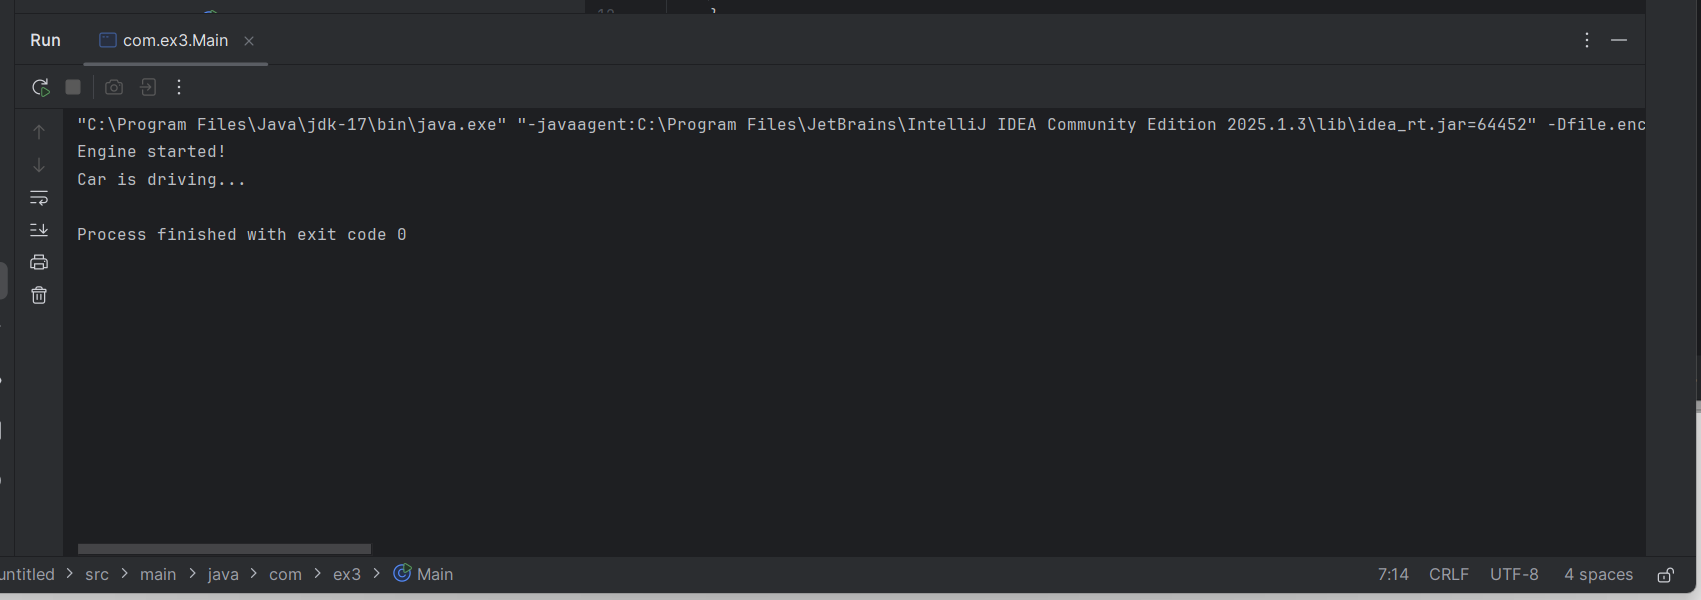 Run com.ex3.Main
"C:\Program Files\Java\jdk-17\bin\java.exe" "-javaagent:C:\Program Files\JetBrains\IntelliJ IDEA Community Edition 2025.1.3\lib\idea_rt.jar=64452" -Dfile.enc
Engine started!
Car is driving...
Process finished with exit code 0
untitled > src > main > java > com > ex3 > Main 7:14 CRLF UTF-8 4 spaces